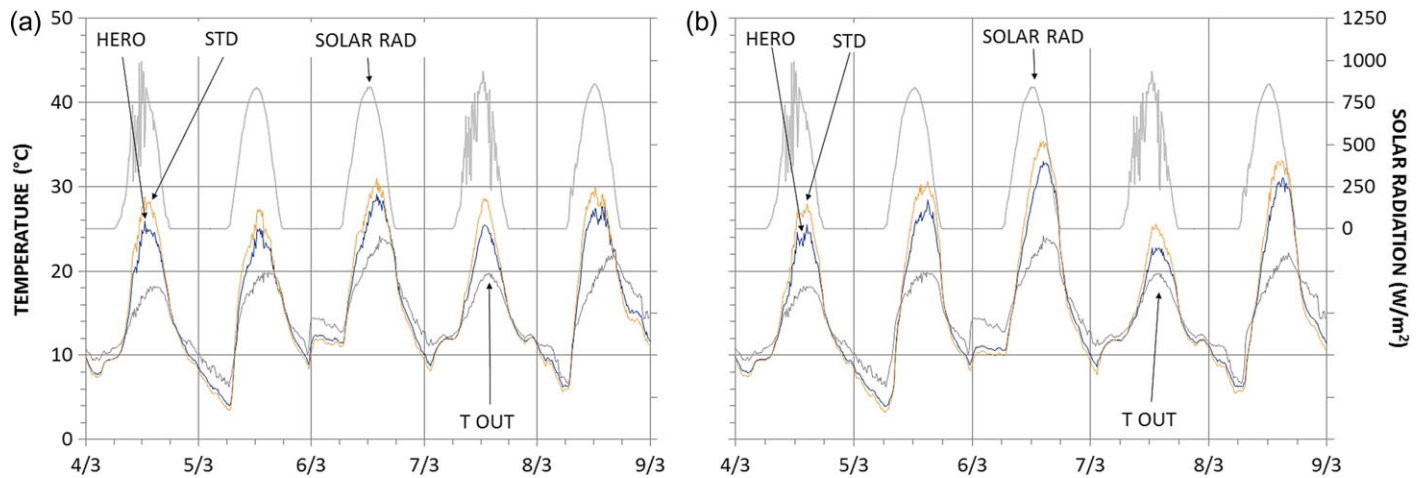 (a)
TEMPERATURE (°C)
50
40
30
20
10
0
HERO
STD
SOLAR RAD
T OUT
4/3 5/3 6/3 7/3 8/3 9/3
(b)
HERO
STD
SOLAR RAD
T OUT
4/3 5/3 6/3 7/3 8/3 9/3
1250
1000
750
500
250
0
SOLAR RADIATION (W/m²)